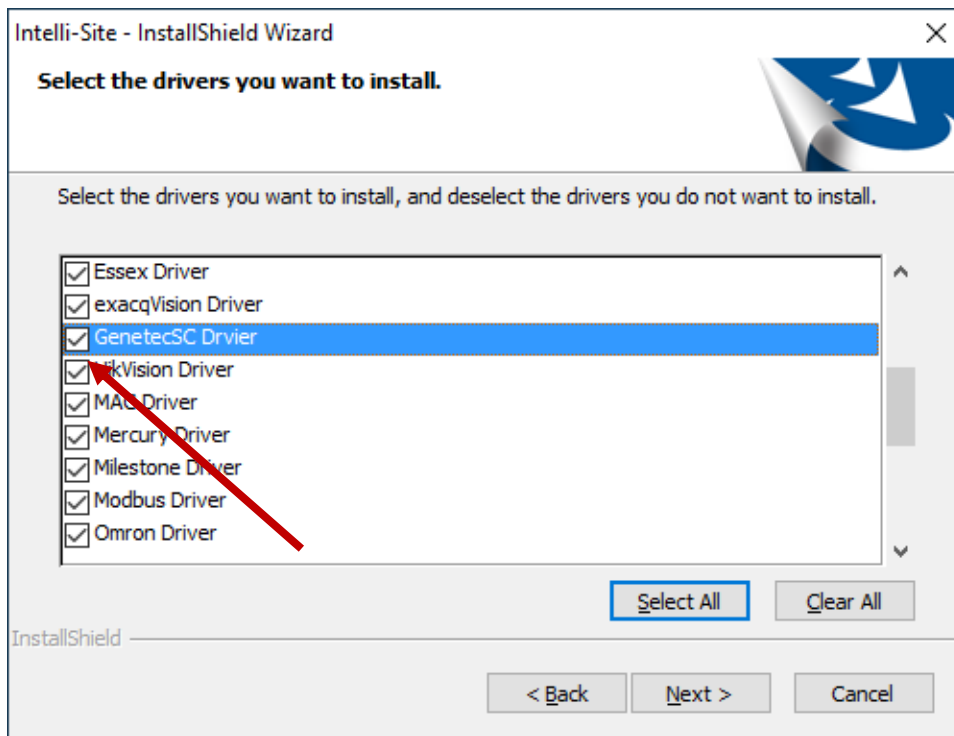 Intelli-Site - InstallShield Wizard
Select the drivers you want to install.
Select the drivers you want to install, and deselect the drivers you do not want to install.
Essex Driver
exacqVision Driver
GenetecSC Drvier
HikVision Driver
MAC Driver
Mercury Driver
Milestone Driver
Modbus Driver
Omron Driver
Select All
Clear All
InstallShield
< Back
Next >
Cancel